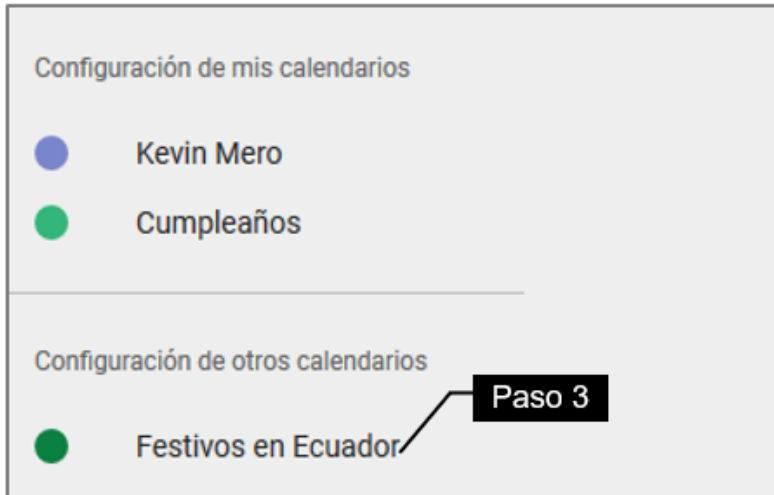 Configuración de mis calendarios
Kevin Mero
Cumpleaños
Configuración de otros calendarios
Paso 3
Festivos en Ecuador